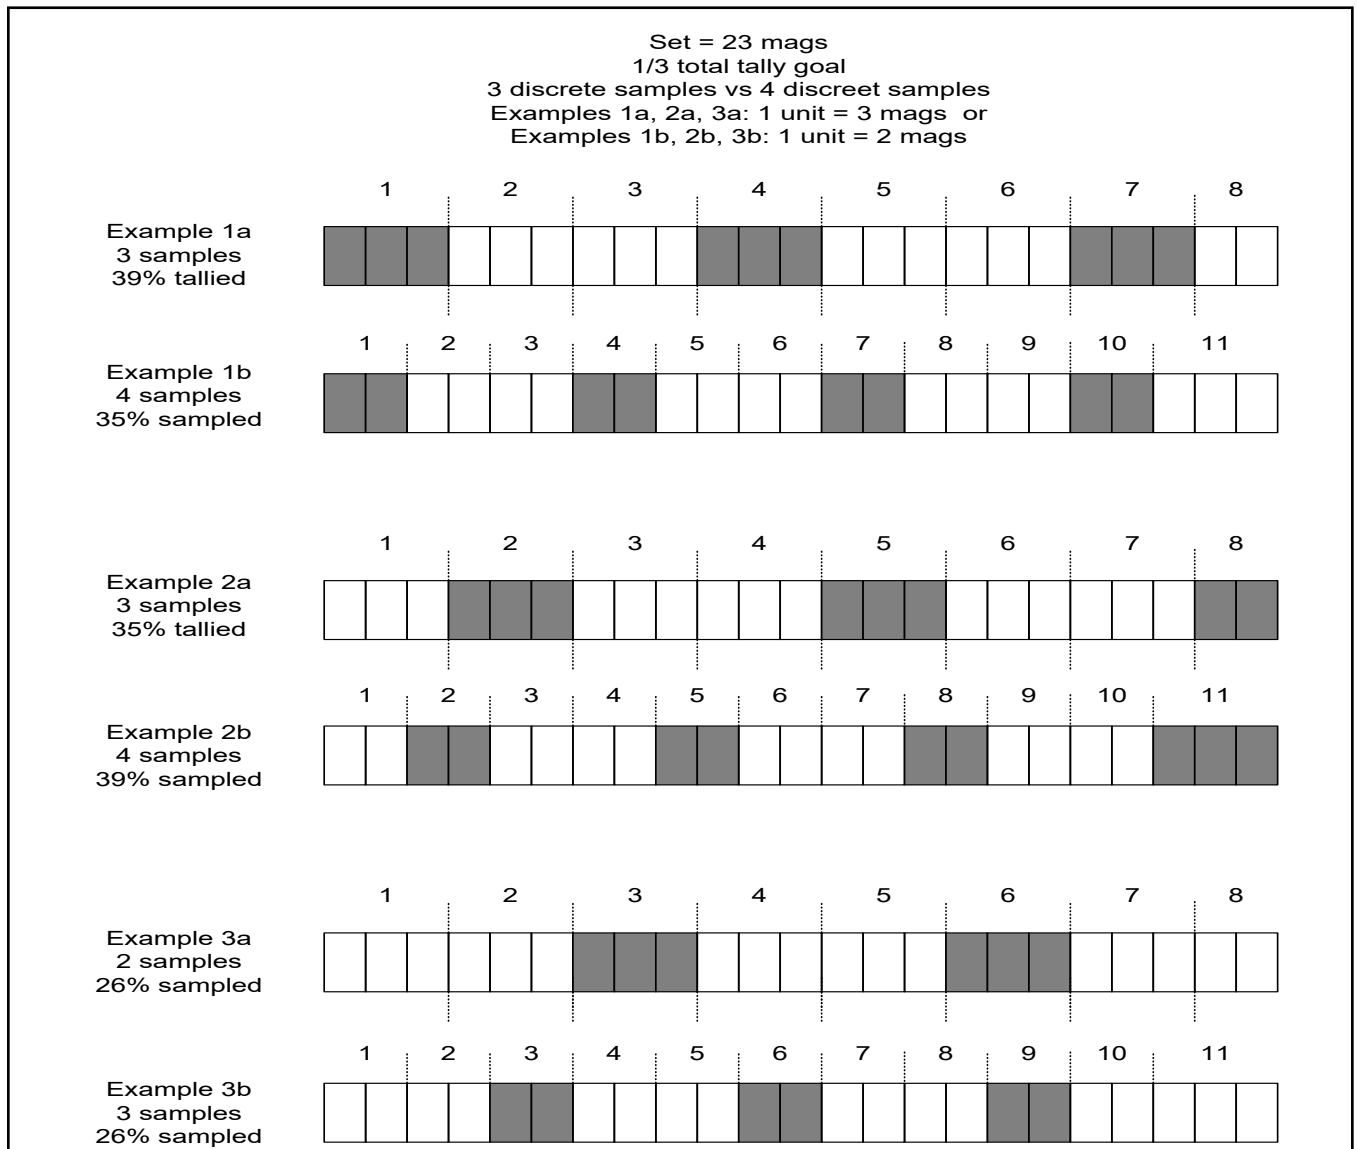 Set = 23 mags
1/3 total tally goal
3 discrete samples vs 4 discreet samples
Examples 1a, 2a, 3a: 1 unit = 3 mags  or
Examples 1b, 2b, 3b: 1 unit = 2 mags
1 2 3 4 5 6 7 8
Example 1a
3 samples
39% tallied
1 2 3 4 5 6 7 8 9 10 11
Example 1b
4 samples
35% sampled
1 2 3 4 5 6 7 8
Example 2a
3 samples
35% tallied
1 2 3 4 5 6 7 8 9 10 11
Example 2b
4 samples
39% sampled
1 2 3 4 5 6 7 8
Example 3a
2 samples
26% sampled
1 2 3 4 5 6 7 8 9 10 11
Example 3b
3 samples
26% sampled